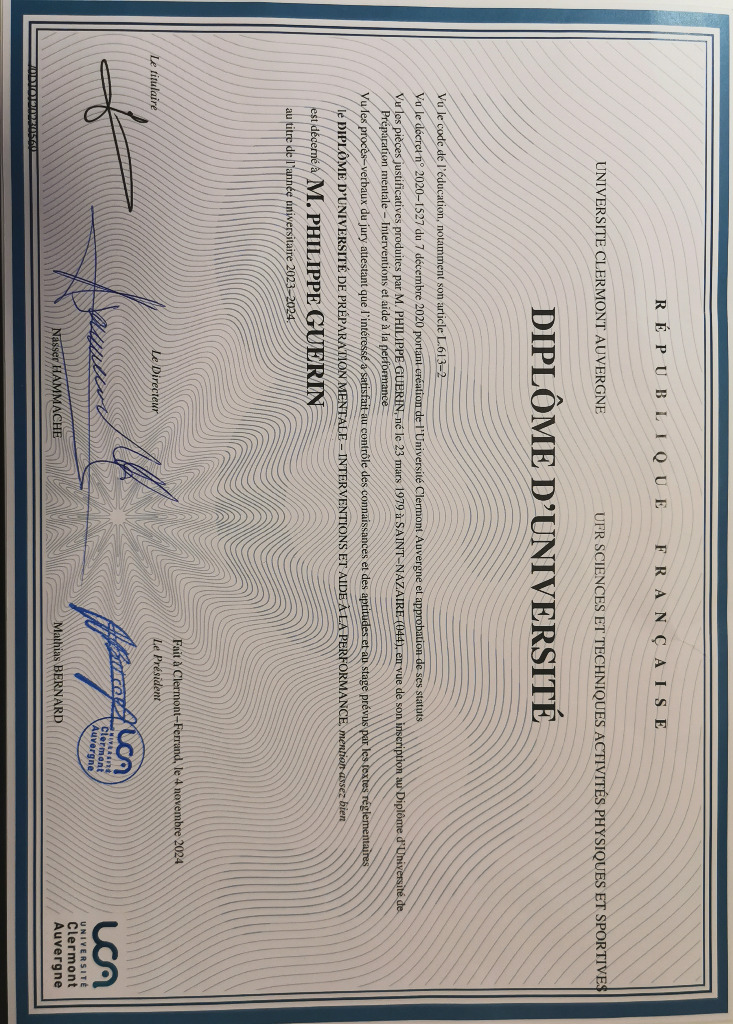 RÉPUBLIQUE FRANÇAISE
UNIVERSITE CLERMONT AUVERGNE
UFR SCIENCES ET TECHNIQUES ACTIVITÉS PHYSIQUES ET SPORTIVES
DIPLÔME D'UNIVERSITÉ
Vu le code de l'éducation, notamment son article L.613-2
Vu le décret n° 2020-1527 du 7 décembre 2020 portant création de l'Université Clermont Auvergne et approbation de ses statuts
Vu les pièces justificatives produites par M. PHILIPPE GUERIN, né le 23 mars 1979 à SAINT-NAZAIRE (044), en vue de son inscription au Diplôme d'Université de
Préparation mentale - Interventions et aide à la performance
Vu les procès-verbaux du jury attestant que l'intéressé a satisfait au contrôle des connaissances et des aptitudes et au stage prévus par les textes réglementaires
le DIPLÔME D'UNIVERSITÉ DE PRÉPARATION MENTALE - INTERVENTIONS ET AIDE À LA PERFORMANCE, mention assez bien
est décerné à M. PHILIPPE GUERIN
au titre de l'année universitaire 2023-2024.
Fait à Clermont-Ferrand, le 4 novembre 2024
Le titulaire
Le Directeur
Le Président
Nasser HAMMACHE
Mathias BERNARD
uca
UNIVERSITÉ
Clermont
Auvergne
uca
UNIVERSITÉ
Clermont
Auvergne